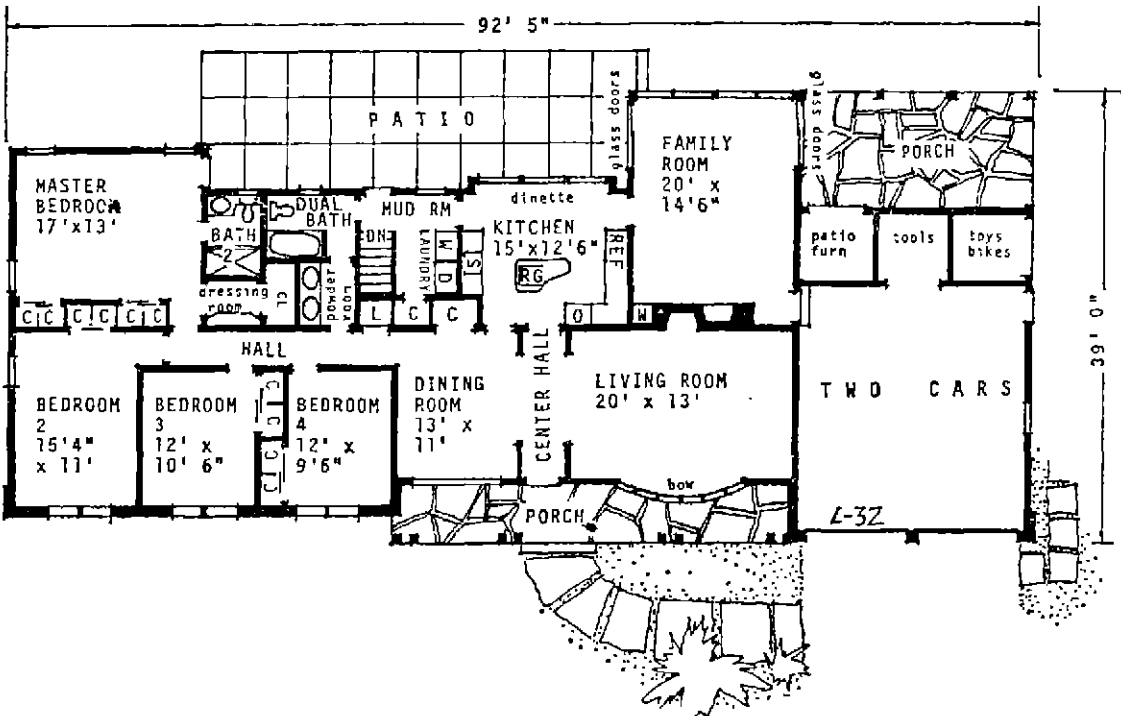 92' 5"
PATIO
glass doors
glass doors
PORCH
FAMILY
ROOM
20' x
14'6"
MASTER
BEDROOM
17'x13'
BATH
2
DUAL
BATH
MUD RM
DN
LAUNDRY
W
D
S
dinette
KITCHEN
15'x12'6"
RG
REF
O
W
patio
furn
tools
toys
bikes
dressing
room
CL
powder
room
L
C
C
C C C C C C
HALL
BEDROOM
2
15'4"
x 11'
BEDROOM
3
12' x
10' 6"
C
C
C
C
BEDROOM
4
12' x
9'6"
DINING
ROOM
13' x
11'
CENTER HALL
LIVING ROOM
20' x 13'
bow
PORCH
TWO CARS
L-32
39' 0"